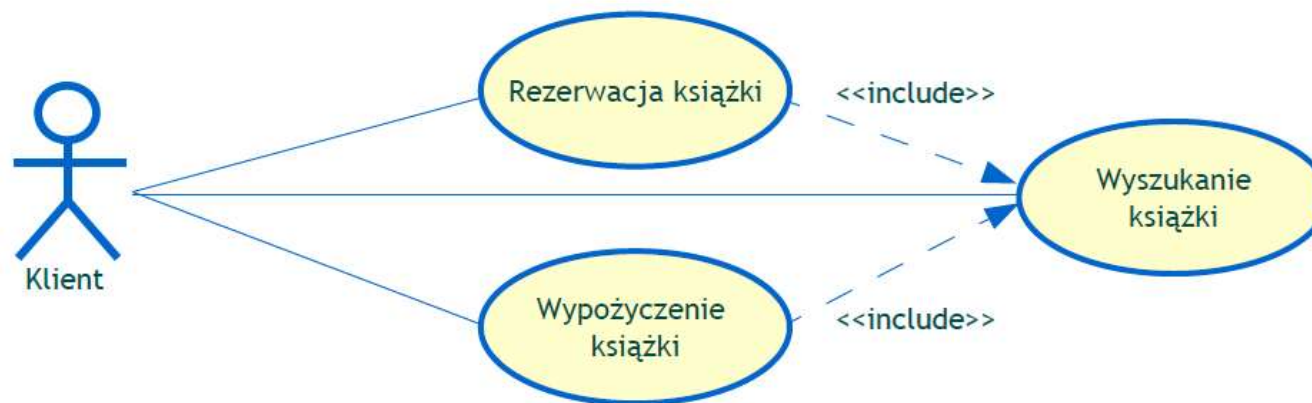 Rezerwacja książki
<<include>>
Wyszukanie
książki
Klient
Wypożyczenie
książki
<<include>>